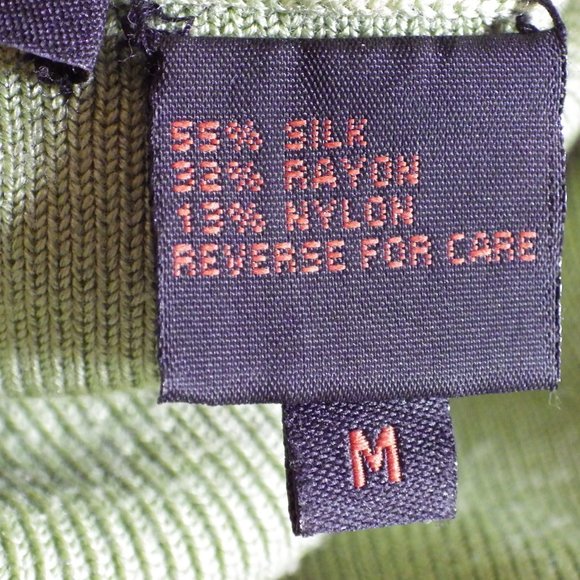 55% SILK
32% RAYON
13% NYLON
REVERSE FOR CARE
M